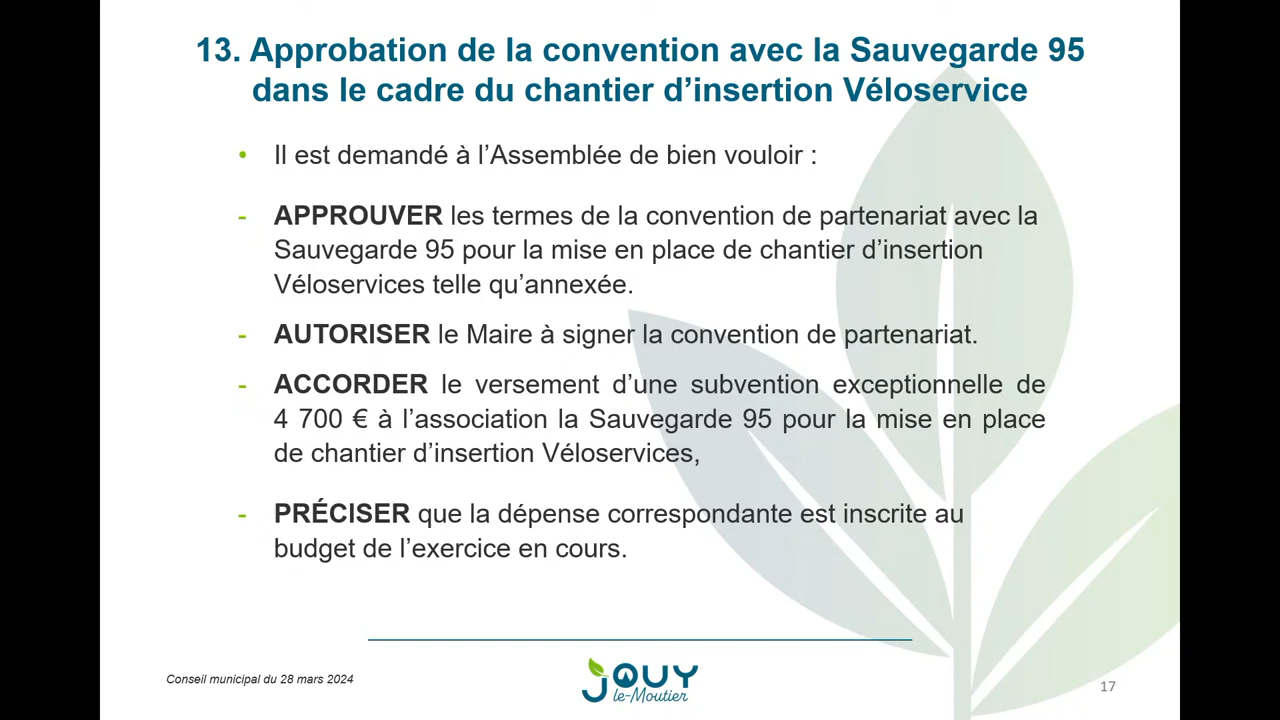 13. Approbation de la convention avec la Sauvegarde 95
dans le cadre du chantier d’insertion Véloservice
• Il est demandé à l’Assemblée de bien vouloir :
- APPROUVER les termes de la convention de partenariat avec la
Sauvegarde 95 pour la mise en place de chantier d’insertion
Véloservices telle qu’annexée.
- AUTORISER le Maire à signer la convention de partenariat.
- ACCORDER le versement d’une subvention exceptionnelle de
4 700 € à l’association la Sauvegarde 95 pour la mise en place
de chantier d’insertion Véloservices,
- PRÉCISER que la dépense correspondante est inscrite au
budget de l’exercice en cours.
Conseil municipal du 28 mars 2024
JOUY
le-Moutier
17